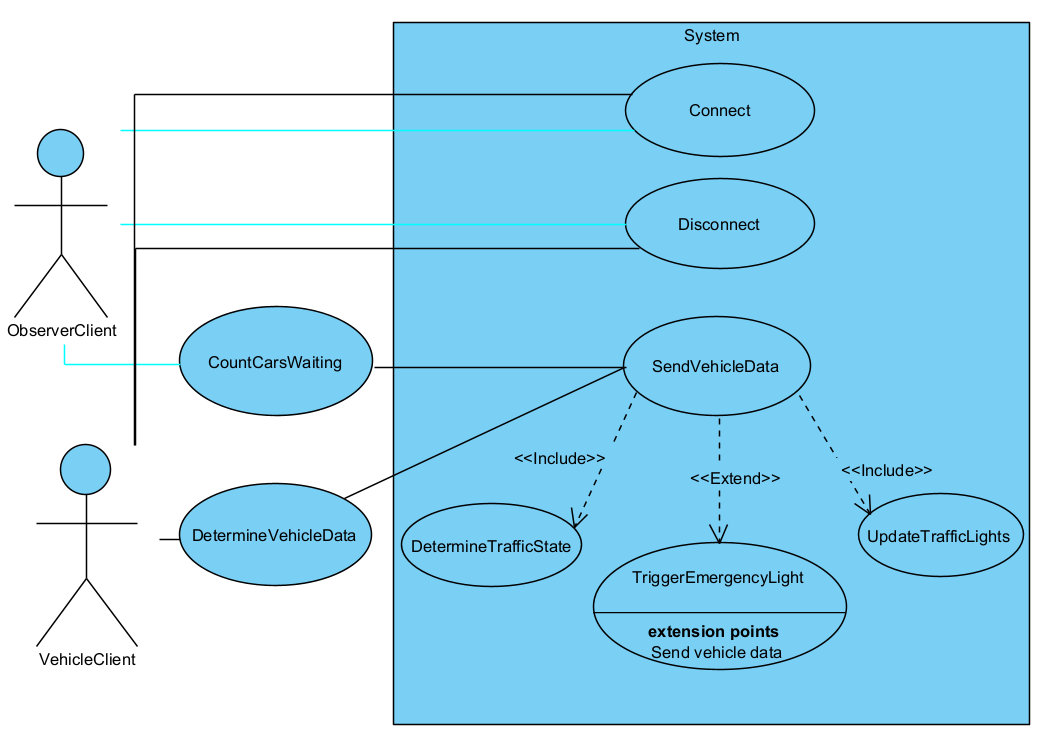 System
Connect
Disconnect
ObserverClient
CountCarsWaiting
SendVehicleData
<<Include>>
<<Extend>>
<<Include>>
DetermineVehicleData
DetermineTrafficState
UpdateTrafficLights
TriggerEmergencyLight
extension points
Send vehicle data
VehicleClient